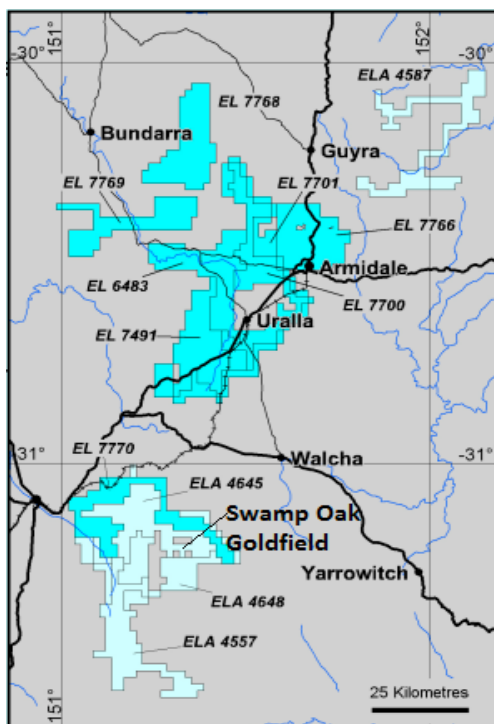 151°
152°
-30°
-30°
EL 7768
ELA 4587
Bundarra
Guyra
EL 7769
EL 7701
EL 7766
Armidale
EL 6483
EL 7700
Uralla
EL 7491
-31°
-31°
EL 7770
Walcha
ELA 4645
Swamp Oak
Goldfield
Yarrowitch
ELA 4648
ELA 4557
151°
152°
25 Kilometres